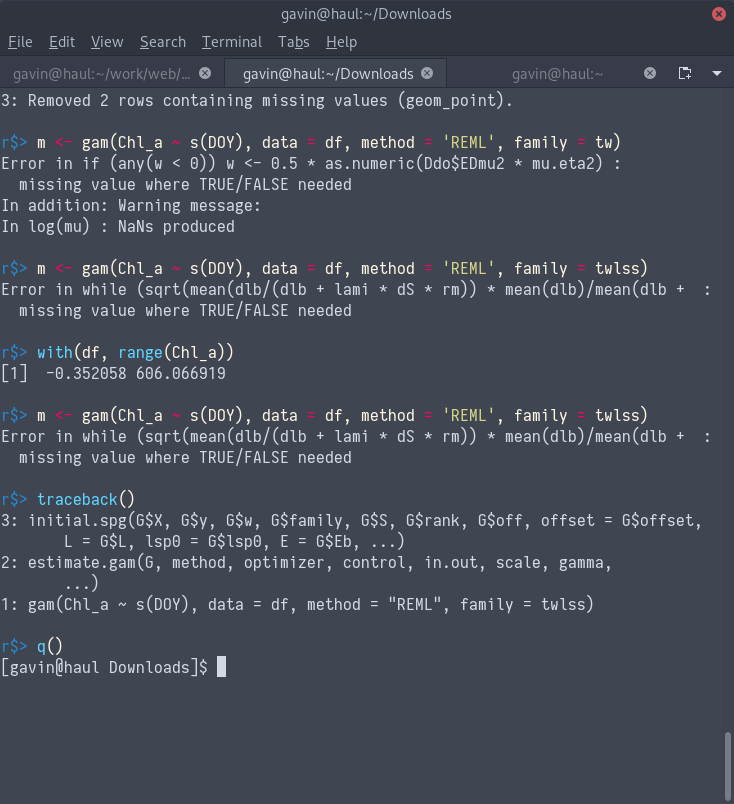 gavin@haul:~/Downloads
File Edit View Search Terminal Tabs Help
gavin@haul:~/work/web/... gavin@haul:~/Downloads gavin@haul:~
3: Removed 2 rows containing missing values (geom_point).
r$> m <- gam(Chl_a ~ s(DOY), data = df, method = 'REML', family = tw)
Error in if (any(w < 0)) w <- 0.5 * as.numeric(Ddo$EDmu2 * mu.eta2) :
  missing value where TRUE/FALSE needed
In addition: Warning message:
In log(mu) : NaNs produced
r$> m <- gam(Chl_a ~ s(DOY), data = df, method = 'REML', family = twlss)
Error in while (sqrt(mean(dlb/(dlb + lami * dS * rm)) * mean(dlb)/mean(dlb +  :
  missing value where TRUE/FALSE needed
r$> with(df, range(Chl_a))
[1]  -0.352058 606.066919
r$> m <- gam(Chl_a ~ s(DOY), data = df, method = 'REML', family = twlss)
Error in while (sqrt(mean(dlb/(dlb + lami * dS * rm)) * mean(dlb)/mean(dlb +  :
  missing value where TRUE/FALSE needed
r$> traceback()
3: initial.spg(G$X, G$y, G$w, G$family, G$S, G$rank, G$off, offset = G$offset,
       L = G$L, lsp0 = G$lsp0, E = G$Eb, ...)
2: estimate.gam(G, method, optimizer, control, in.out, scale, gamma,
       ...)
1: gam(Chl_a ~ s(DOY), data = df, method = "REML", family = twlss)
r$> q()
[gavin@haul Downloads]$